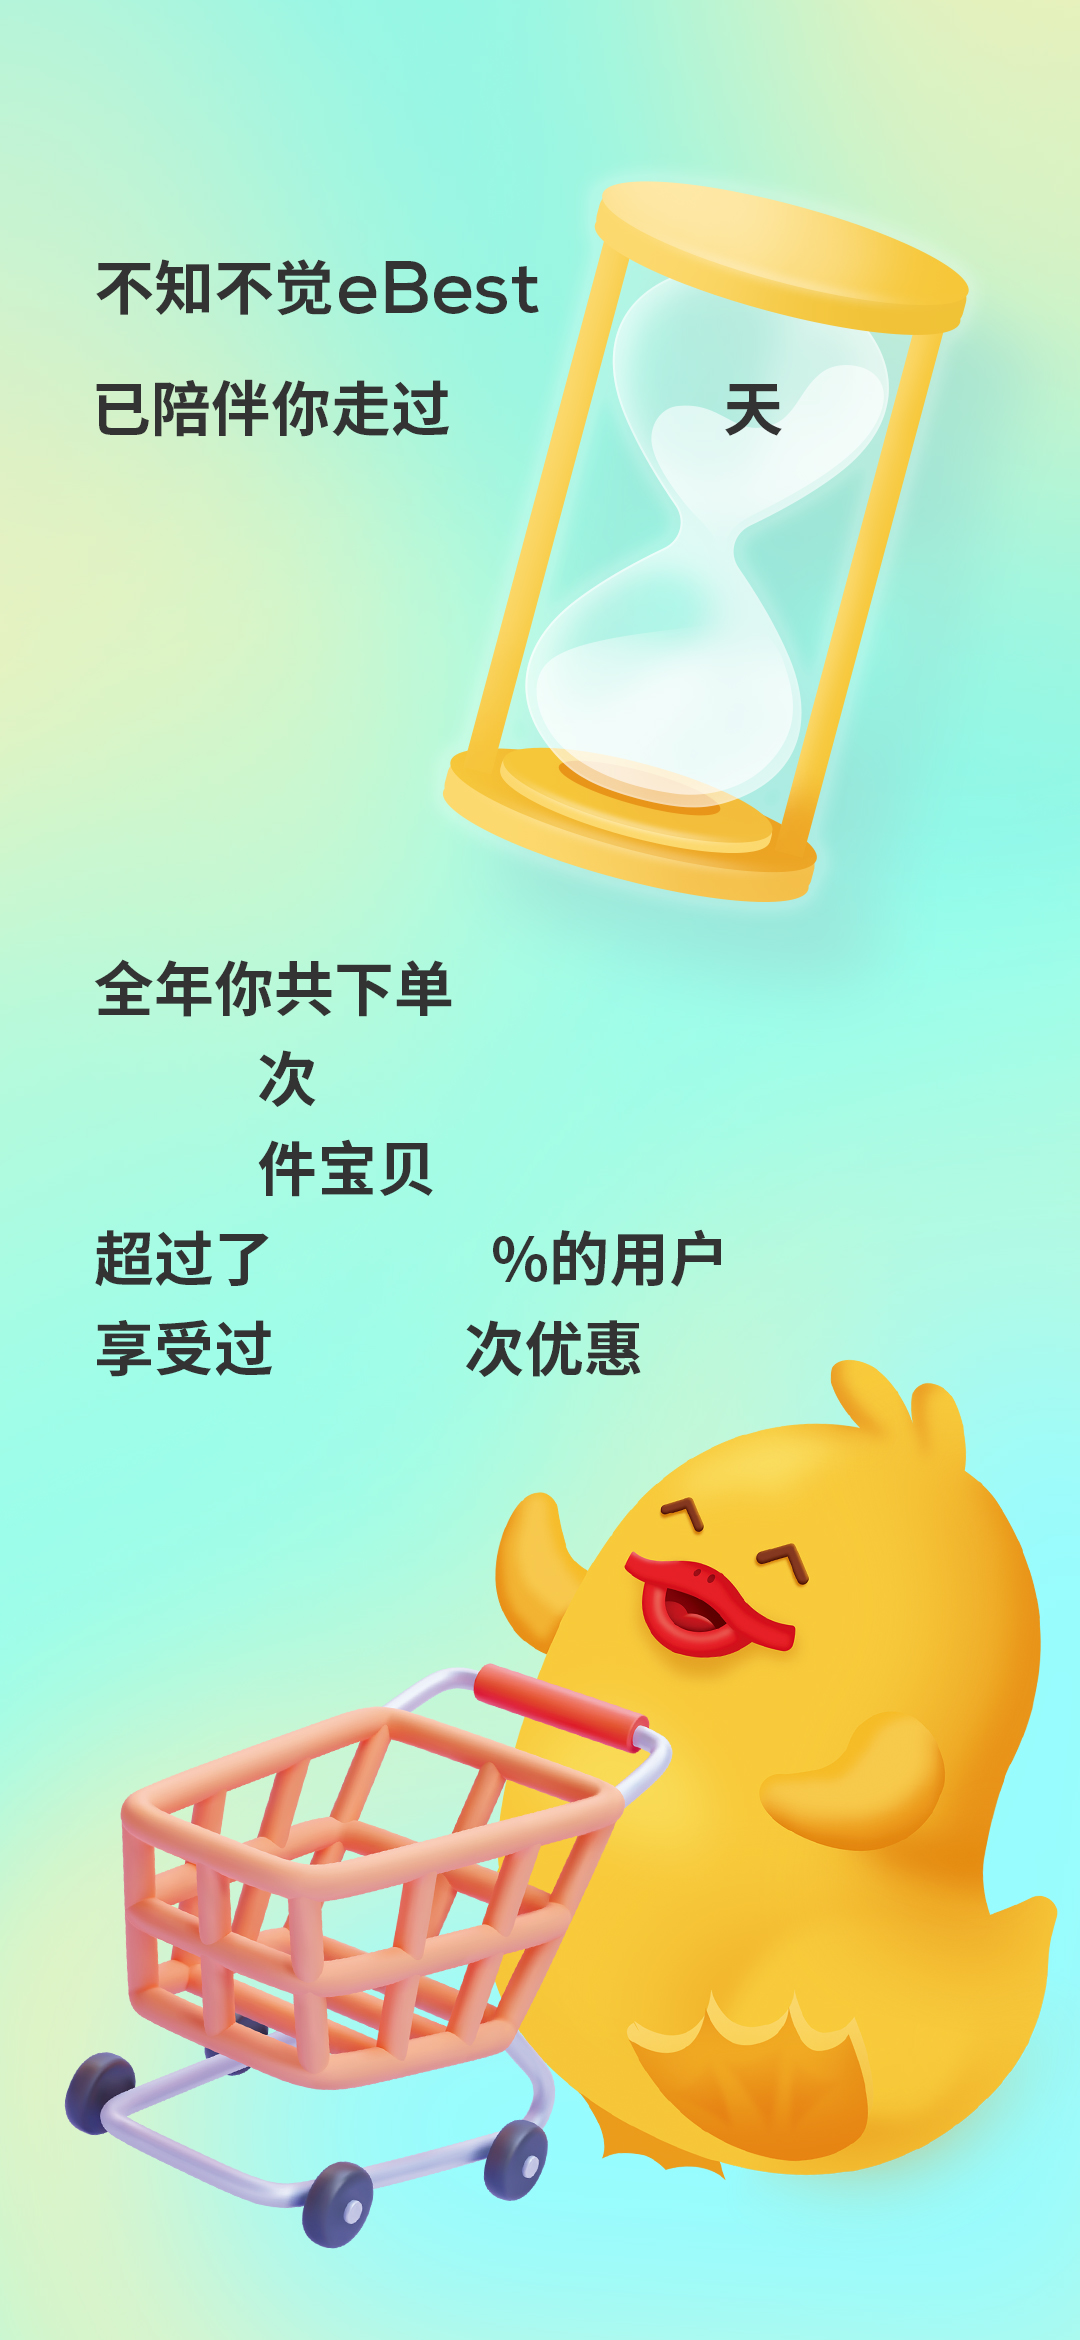 不知不觉eBest
已陪伴你走过 天
全年你共下单
次
件宝贝
超过了 %的用户
享受过 次优惠